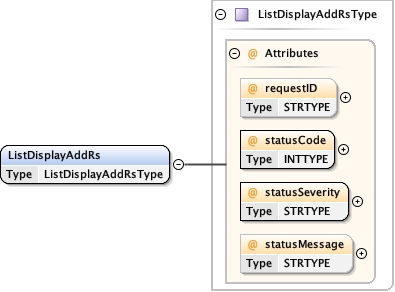 ListDisplayAddRsType
@ Attributes
@ requestID
Type STRTYPE
@ statusCode
Type INTTYPE
ListDisplayAddRs
Type ListDisplayAddRsType
@ statusSeverity
Type STRTYPE
@ statusMessage
Type STRTYPE